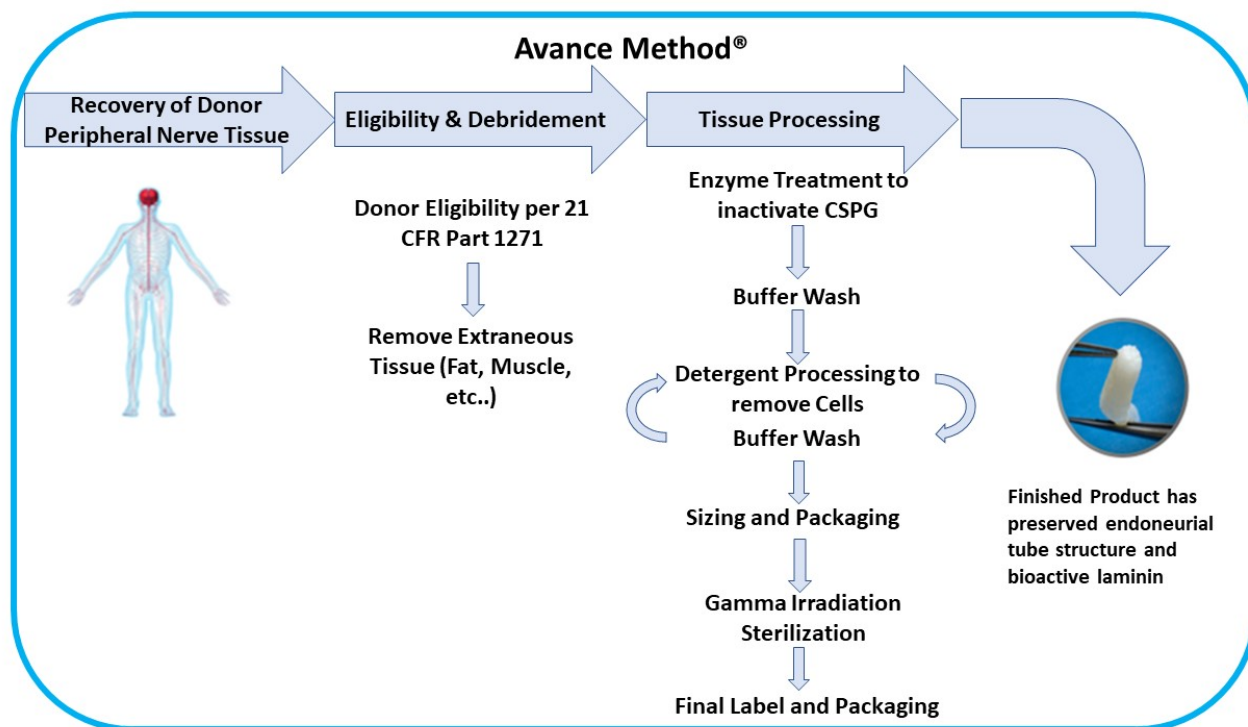 Avance Method®
Recovery of Donor
Peripheral Nerve Tissue
Eligibility & Debridement
Tissue Processing
Donor Eligibility per 21
CFR Part 1271
Remove Extraneous
Tissue (Fat, Muscle,
etc..)
Enzyme Treatment to
inactivate CSPG
Buffer Wash
Detergent Processing to
remove Cells
Buffer Wash
Sizing and Packaging
Gamma Irradiation
Sterilization
Final Label and Packaging
Finished Product has
preserved endoneurial
tube structure and
bioactive laminin